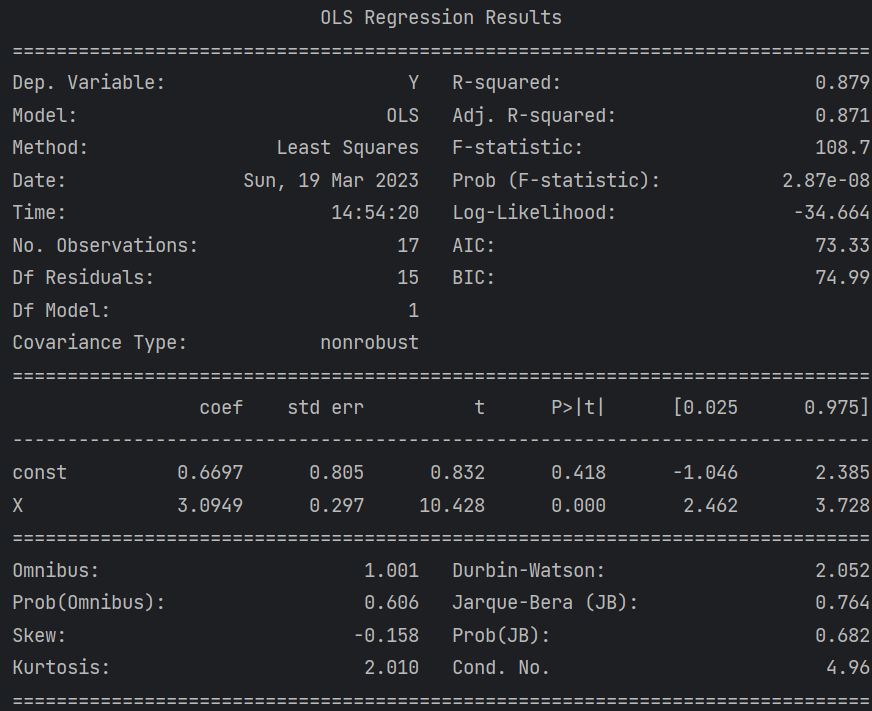 OLS Regression Results
==============================================================================
Dep. Variable:                      Y   R-squared:                       0.879
Model:                            OLS   Adj. R-squared:                  0.871
Method:                 Least Squares   F-statistic:                     108.7
Date:                Sun, 19 Mar 2023   Prob (F-statistic):           2.87e-08
Time:                        14:54:20   Log-Likelihood:                -34.664
No. Observations:                  17   AIC:                             73.33
Df Residuals:                      15   BIC:                             74.99
Df Model:                           1
Covariance Type:            nonrobust
==============================================================================
                 coef    std err          t      P>|t|      [0.025      0.975]
------------------------------------------------------------------------------
const          0.6697      0.805      0.832      0.418      -1.046       2.385
X              3.0949      0.297     10.428      0.000       2.462       3.728
==============================================================================
Omnibus:                        1.001   Durbin-Watson:                   2.052
Prob(Omnibus):                  0.606   Jarque-Bera (JB):                0.764
Skew:                          -0.158   Prob(JB):                        0.682
Kurtosis:                       2.010   Cond. No.                         4.96
==============================================================================